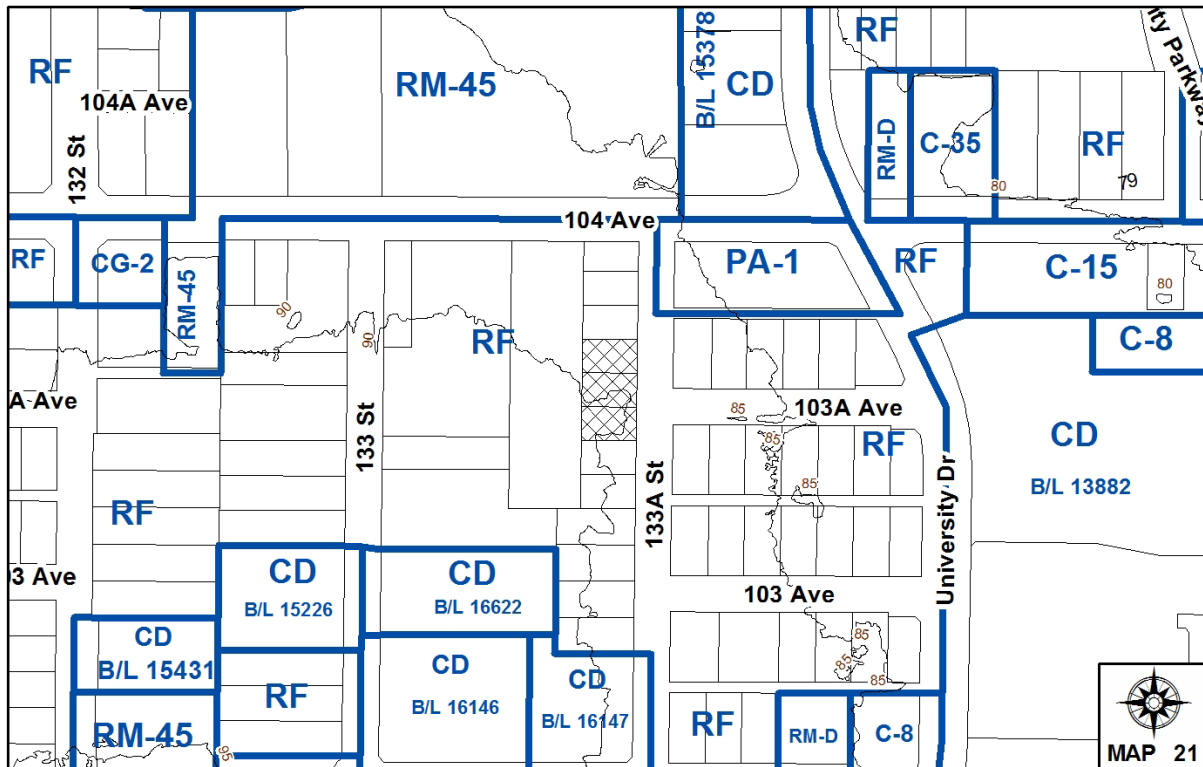 RF
ity Parkway
RF
RM-45
B/L 15378
CD
104A Ave
132 St
RM-D
C-35
RF
79
80
104 Ave
RF
CG-2
RM-45
PA-1
RF
C-15
80
90
90
RF
C-8
A Ave
133 St
85
103A Ave
85
RF
CD
B/L 13882
85
RF
133A St
University Dr
03 Ave
CD
B/L 15226
CD
B/L 16622
103 Ave
CD
B/L 15431
RF
CD
B/L 16146
CD
B/L 16147
85
85
85
RM-45
95
RF
RM-D
C-8
MAP 21